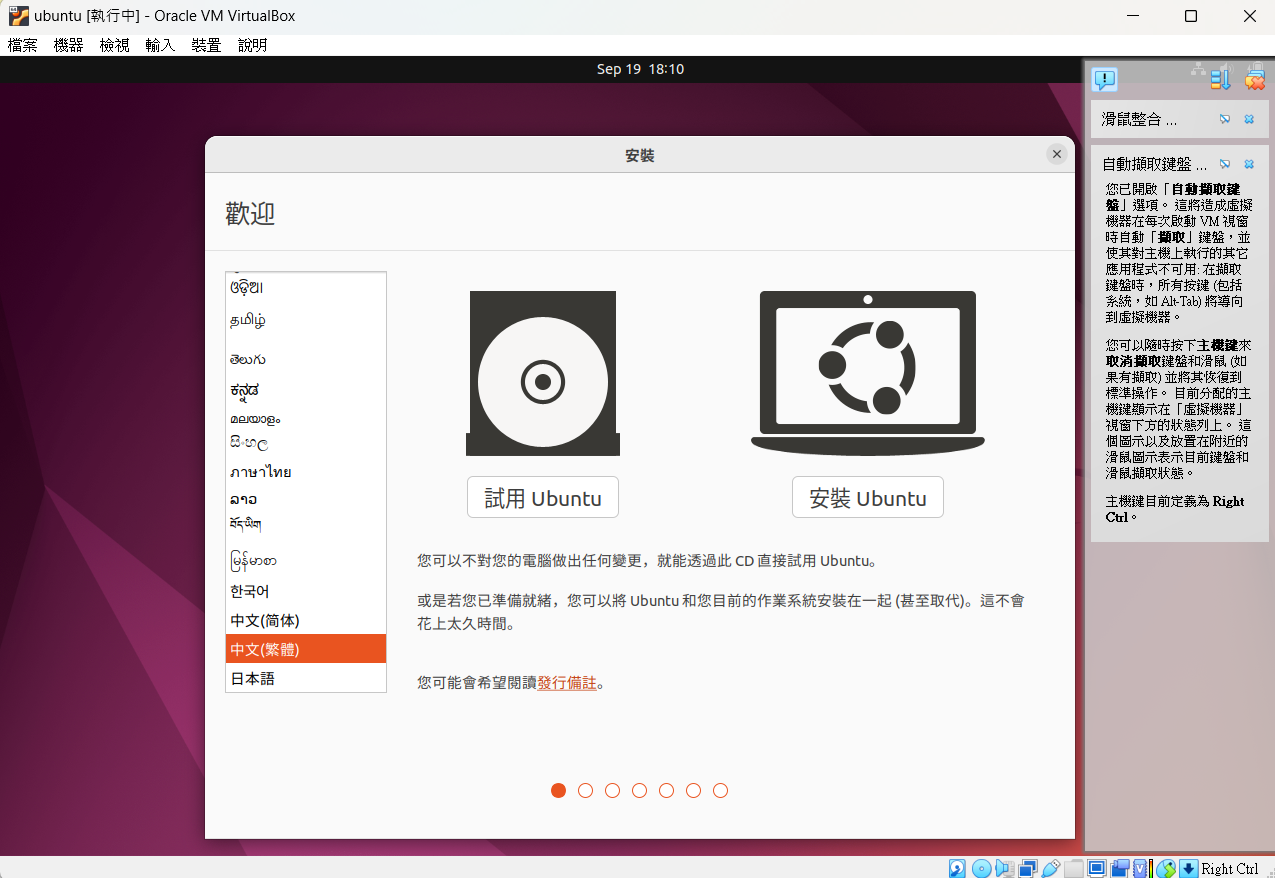 ubuntu [執行中] - Oracle VM VirtualBox
檔案 機器 檢視 輸入 裝置 說明
Sep 19 18:10
安裝
歡迎
ଓଡ଼ିଆ
தமிழ்
తెలుగు
ಕನ್ನಡ
മലയാളം
සිංහල
ภาษาไทย
ລາວ
བོད་ཡིག
မြန်မာစာ
한국어
中文(简体)
中文(繁體)
日本語
試用 Ubuntu
安裝 Ubuntu
您可以不對您的電腦做出任何變更，就能透過此 CD 直接試用 Ubuntu。
或是若您已準備就緒，您可以將 Ubuntu 和您目前的作業系統安裝在一起 (甚至取代)。這不會
花上太久時間。
您可能會希望閱讀發行備註。
滑鼠整合 ...
自動擷取鍵盤 ...
您已開啟「自動擷取鍵
盤」選項。 這將造成虛擬
機器在每次啟動 VM 視窗
時自動「擷取」鍵盤，並
使其對主機上執行的其它
應用程式不可用: 在擷取
鍵盤時，所有按鍵 (包括
系統，如 Alt-Tab) 將導向
到虛擬機器。
您可以隨時按下主機鍵來
取消擷取鍵盤和滑鼠 (如
果有擷取) 並將其恢復到
標準操作。 目前分配的主
機鍵顯示在「虛擬機器」
視窗下方的狀態列上。 這
個圖示以及放置在附近的
滑鼠圖示表示目前鍵盤和
滑鼠擷取狀態。
主機鍵目前定義為 Right
Ctrl。
Right Ctrl